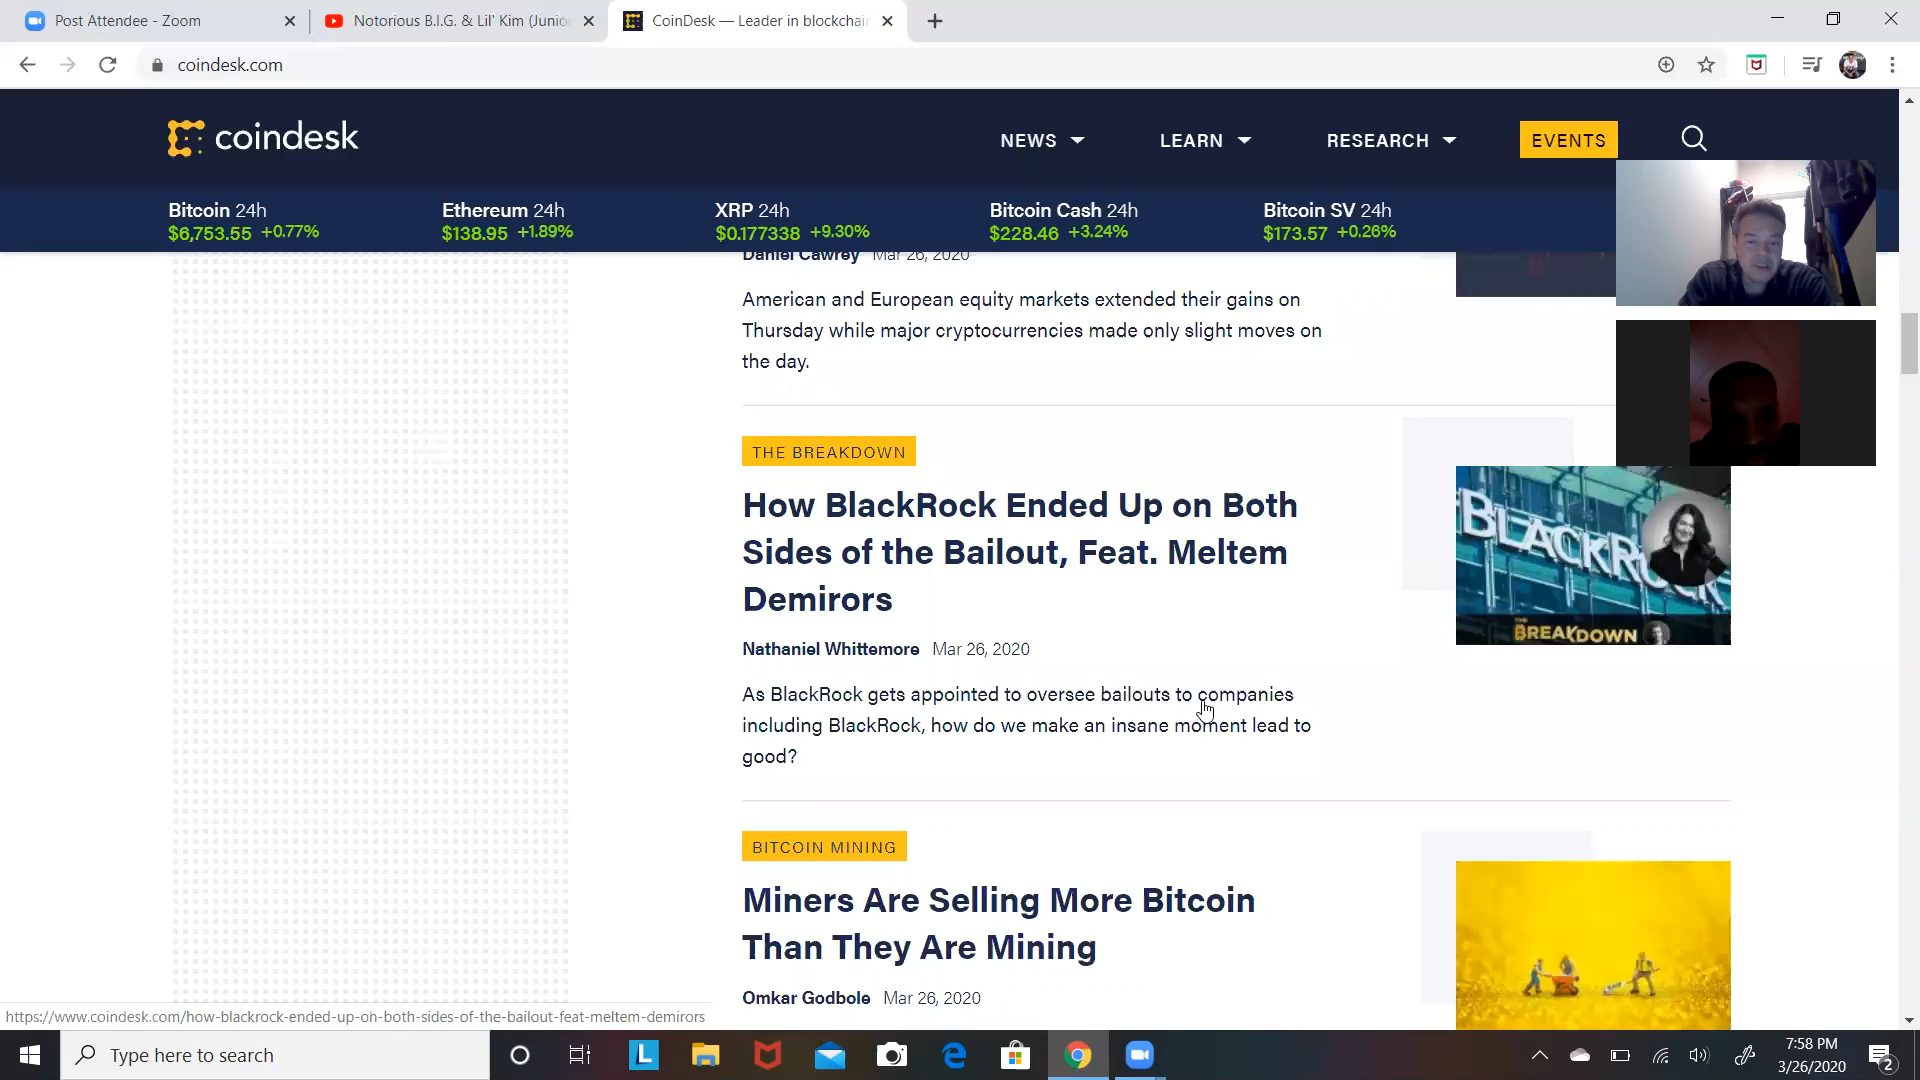 Post Attendee - Zoom
Notorious B.I.G. & Lil' Kim (Junio
CoinDesk — Leader in blockchain
coindesk.com
coindesk
NEWS
LEARN
RESEARCH
EVENTS
Bitcoin 24h
$6,753.55 +0.77%
Ethereum 24h
$138.95 +1.89%
XRP 24h
$0.177338 +9.30%
Bitcoin Cash 24h
$228.46 +3.24%
Bitcoin SV 24h
$173.57 +0.26%
Daniel Cawrey Mar 26, 2020
American and European equity markets extended their gains on
Thursday while major cryptocurrencies made only slight moves on
the day.
THE BREAKDOWN
How BlackRock Ended Up on Both
Sides of the Bailout, Feat. Meltem
Demirors
Nathaniel Whittemore Mar 26, 2020
As BlackRock gets appointed to oversee bailouts to companies
including BlackRock, how do we make an insane moment lead to
good?
BLACKROCK
BREAKDOWN
BITCOIN MINING
Miners Are Selling More Bitcoin
Than They Are Mining
Omkar Godbole Mar 26, 2020
https://www.coindesk.com/how-blackrock-ended-up-on-both-sides-of-the-bailout-feat-meltem-demirors
Type here to search
L
7:58 PM
3/26/2020
2